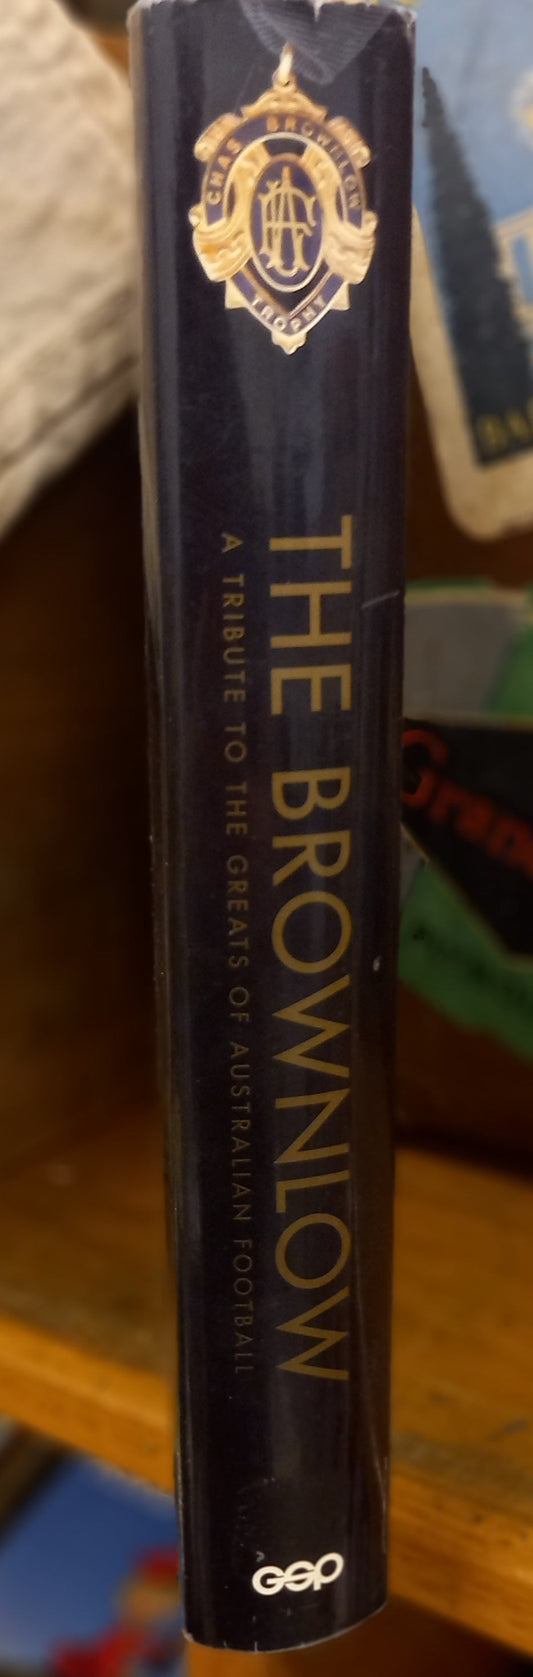 CHAS BROWNLOW
TROPHY
THE BROWNLOW
A TRIBUTE TO THE GREATS OF AUSTRALIAN FOOTBALL
GSP